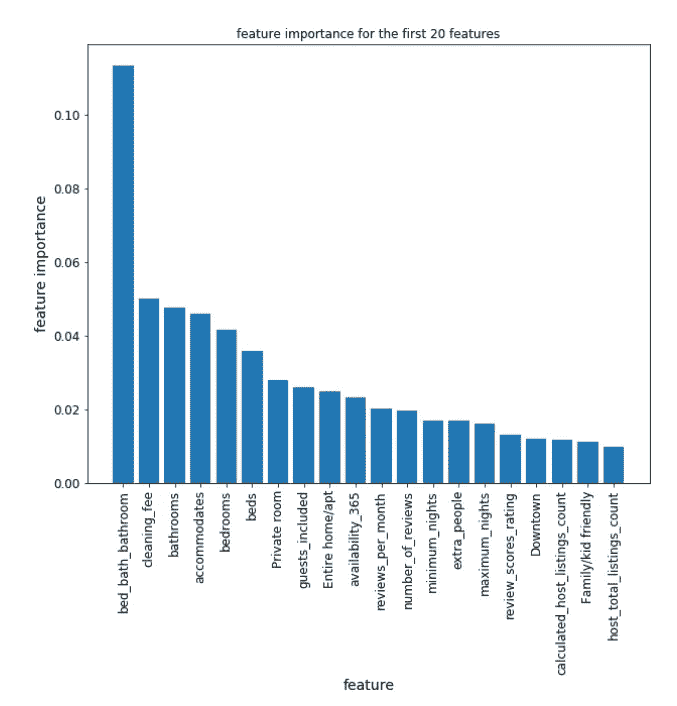 feature importance for the first 20 features
feature importance
0.10
0.08
0.06
0.04
0.02
0.00
bed_bath_bathroom
cleaning_fee
bathrooms
accommodates
bedrooms
beds
Private room
guests_included
Entire home/apt
availability_365
reviews_per_month
number_of_reviews
minimum_nights
extra_people
maximum_nights
review_scores_rating
Downtown
calculated_host_listings_count
Family/kid friendly
host_total_listings_count
feature